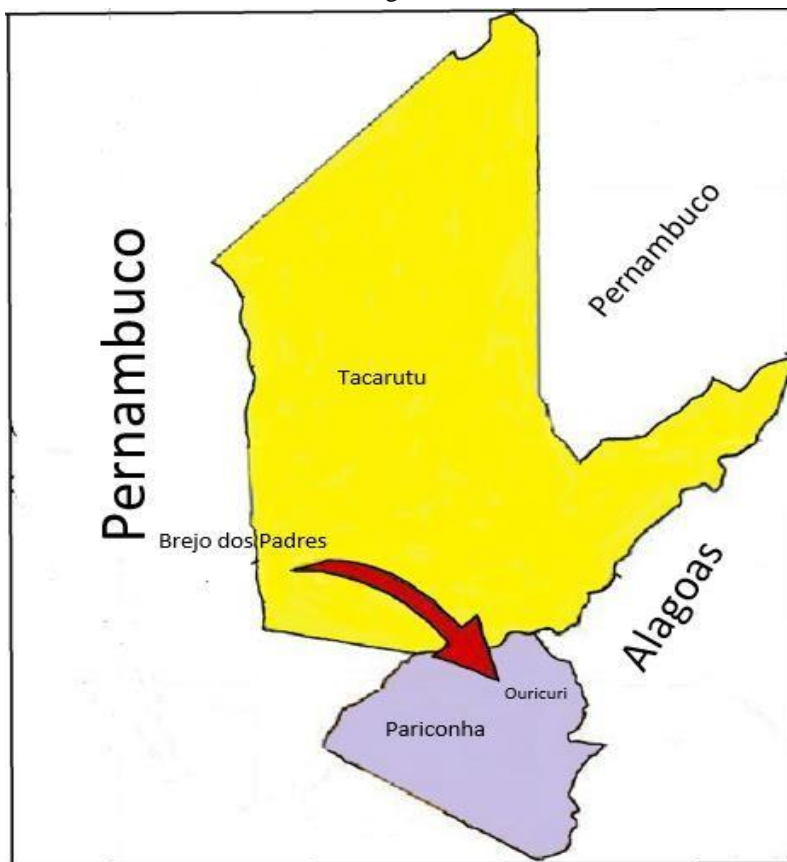 Pernambuco
Pernambuco
Tacarutu
Brejo dos Padres
Alagoas
Ouricuri
Pariconha